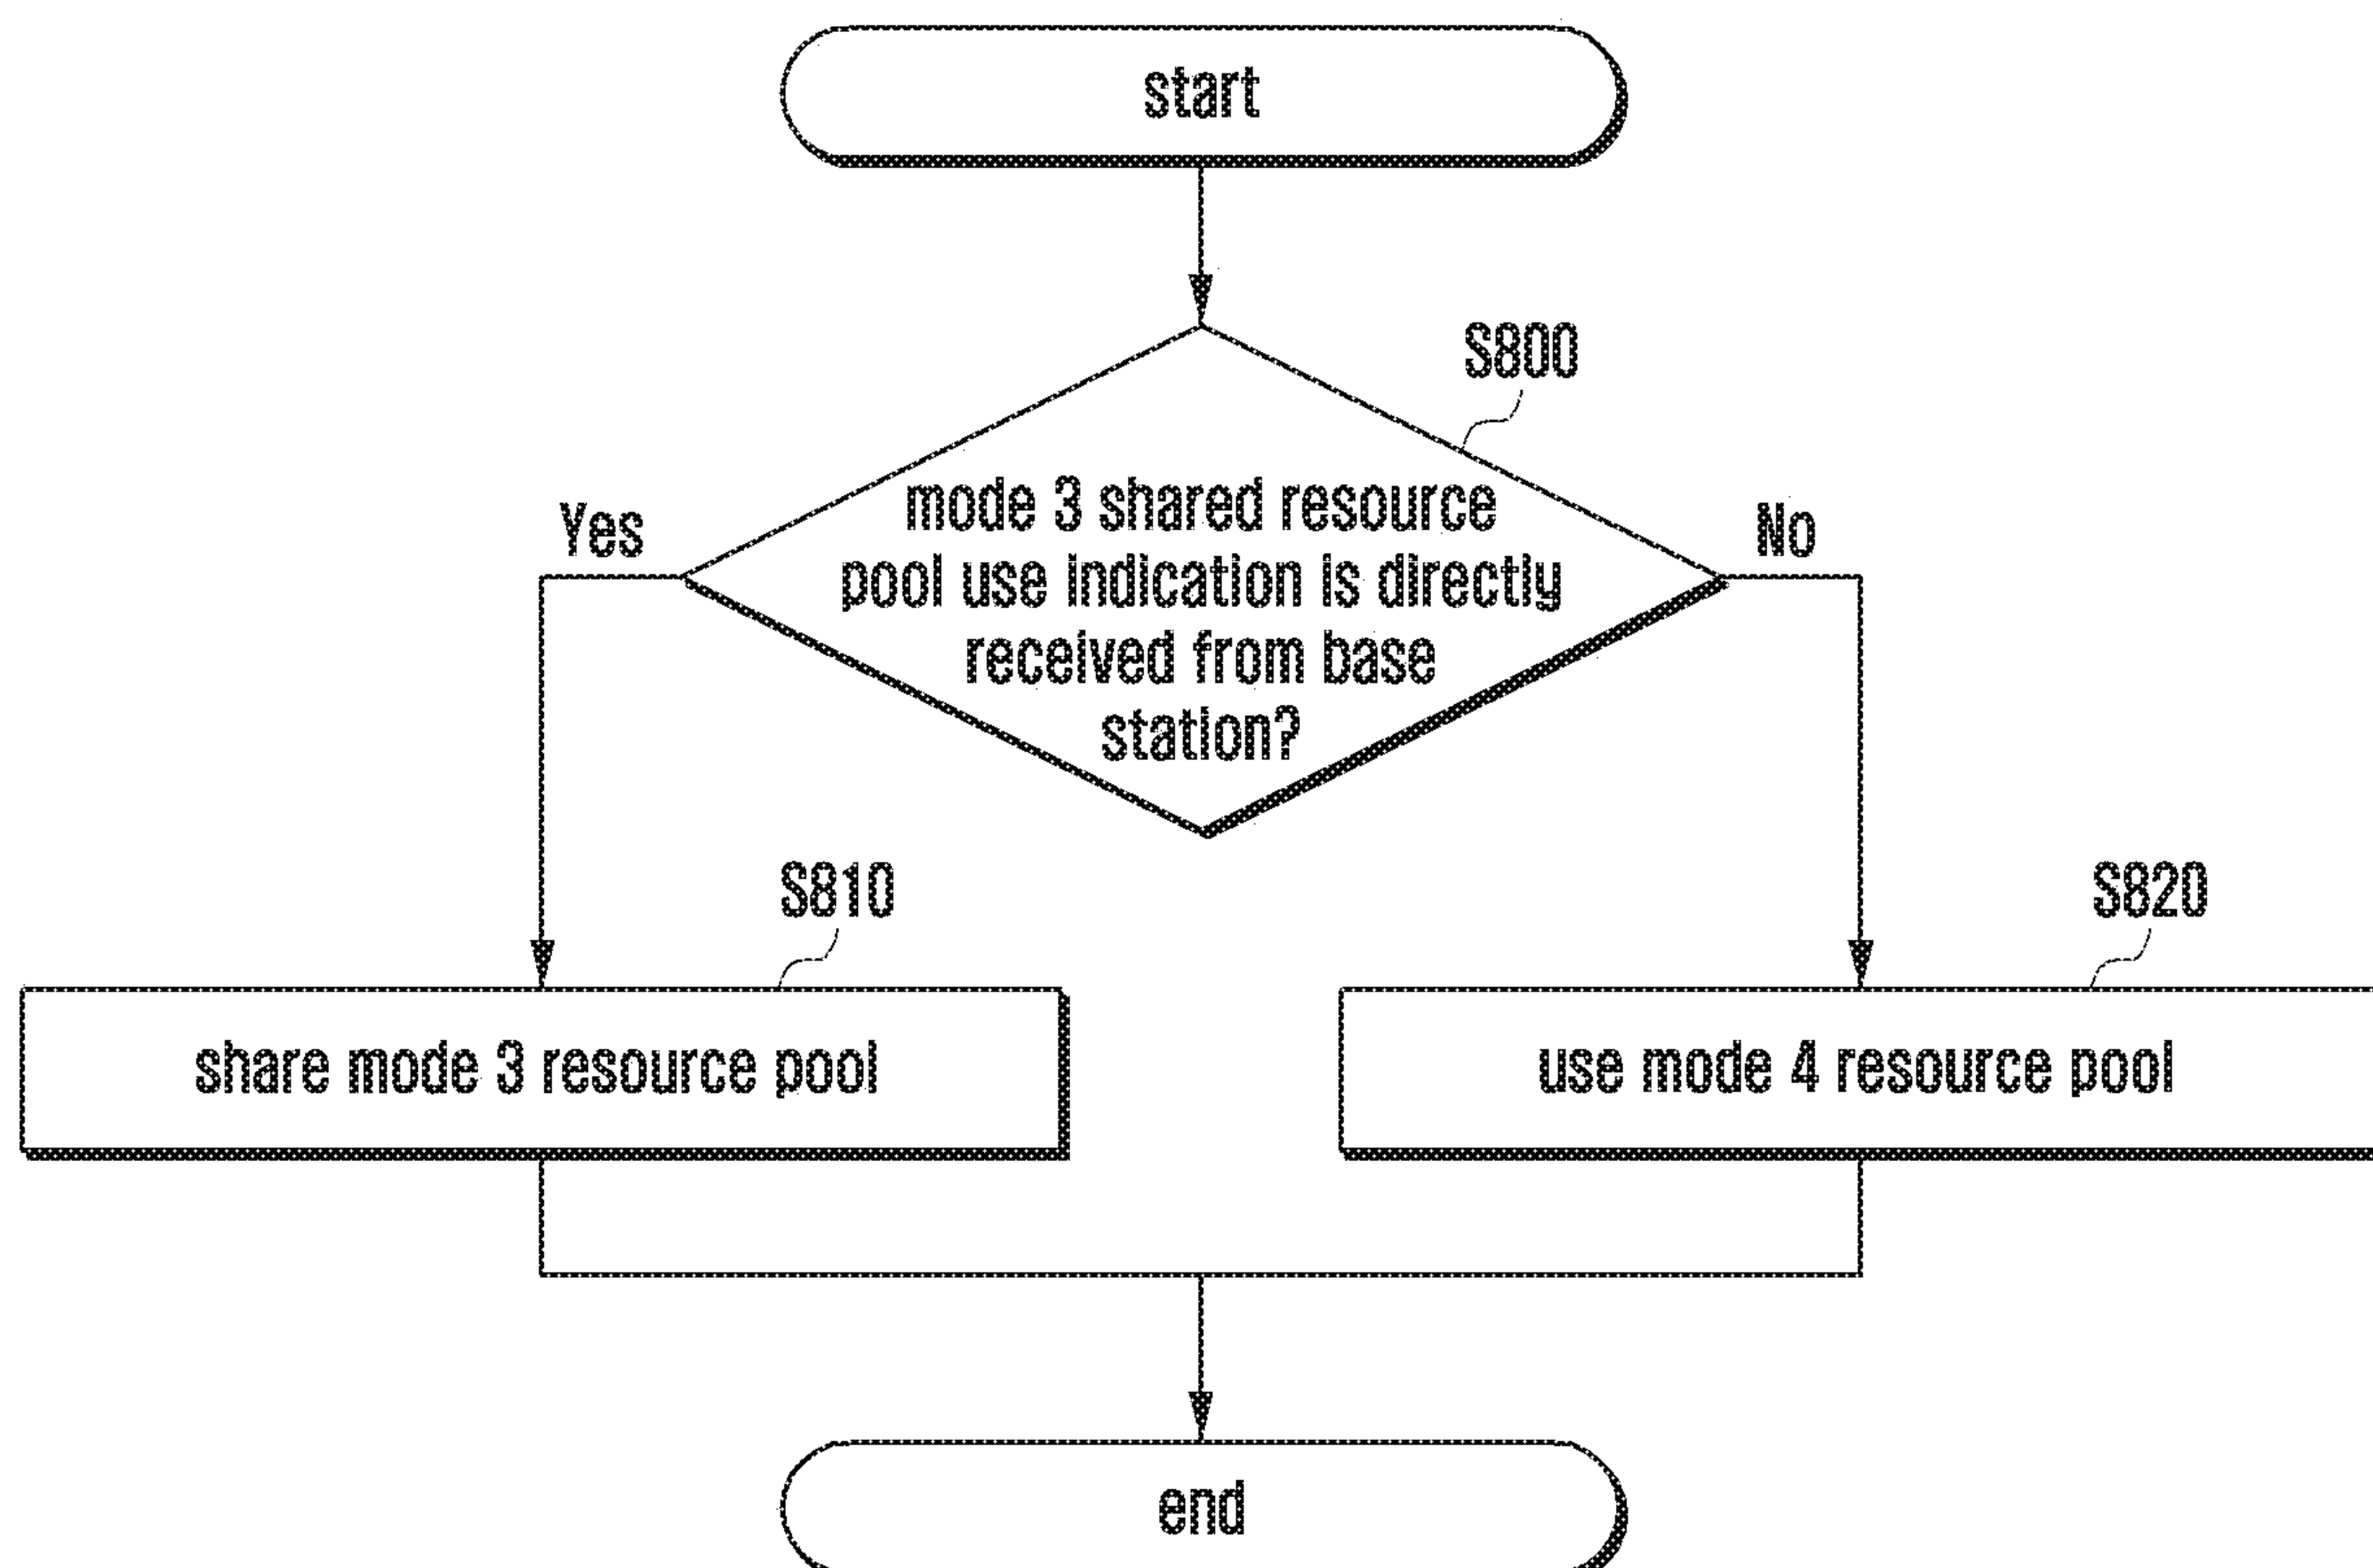 start
S800
mode 3 shared resource
pool use indication is directly
received from base
station?
Yes
No
S810
S820
share mode 3 resource pool
use mode 4 resource pool
end